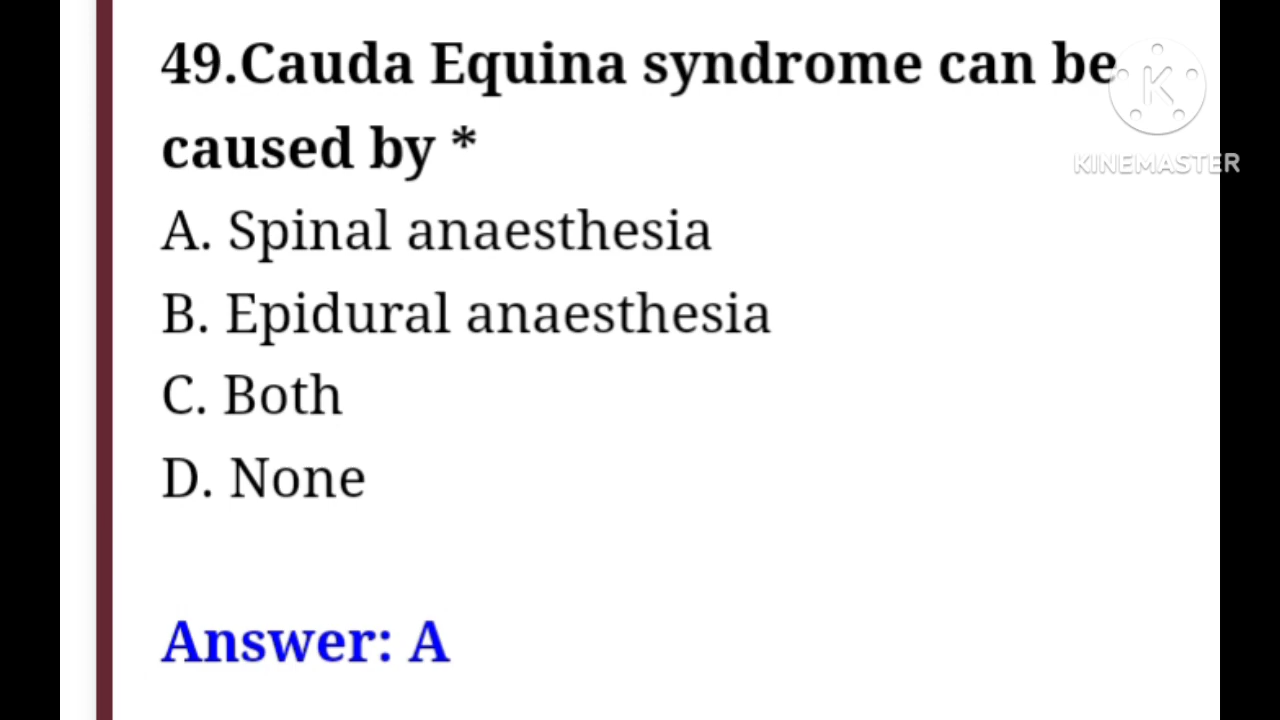 49.Cauda Equina syndrome can be
caused by *
A. Spinal anaesthesia
B. Epidural anaesthesia
C. Both
D. None
Answer: A
K
KINEMASTER